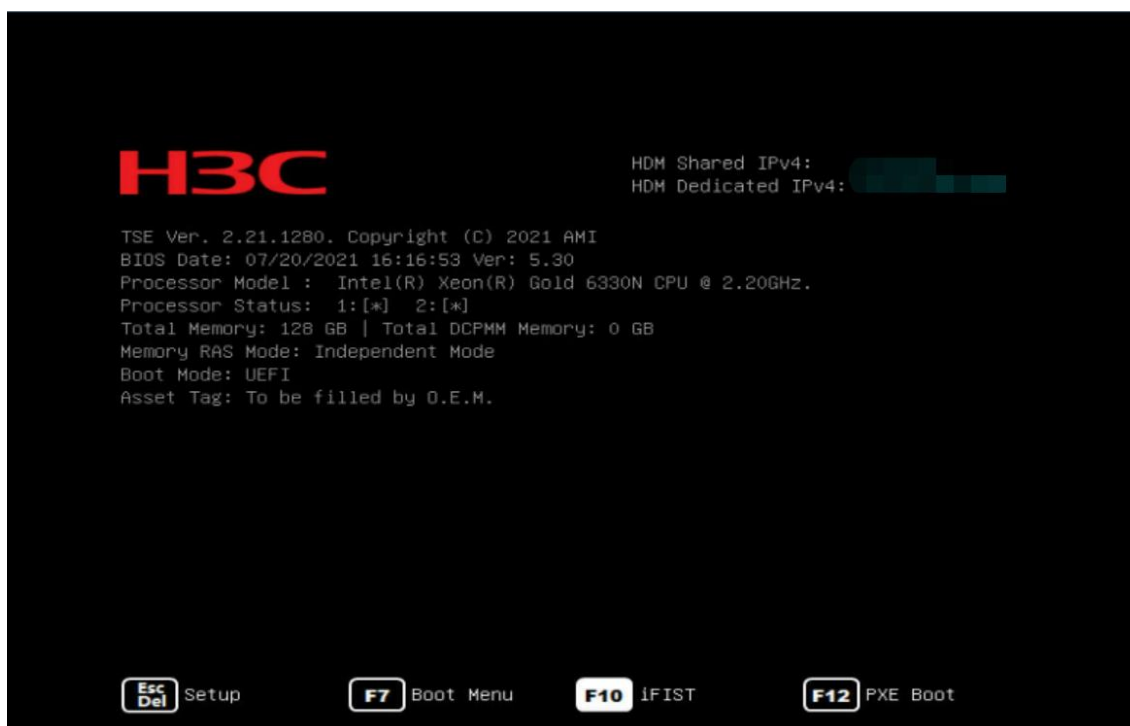 H3C
HDM Shared IPv4:
HDM Dedicated IPv4:
TSE Ver. 2.21.1280. Copyright (C) 2021 AMI
BIOS Date: 07/20/2021 16:16:53 Ver: 5.30
Processor Model :  Intel(R) Xeon(R) Gold 6330N CPU @ 2.20GHz.
Processor Status:  1:[*]  2:[*]
Total Memory: 128 GB | Total DCPMM Memory: 0 GB
Memory RAS Mode: Independent Mode
Boot Mode: UEFI
Asset Tag: To be filled by O.E.M.
Esc Del Setup F7 Boot Menu F10 iFIST F12 PXE Boot